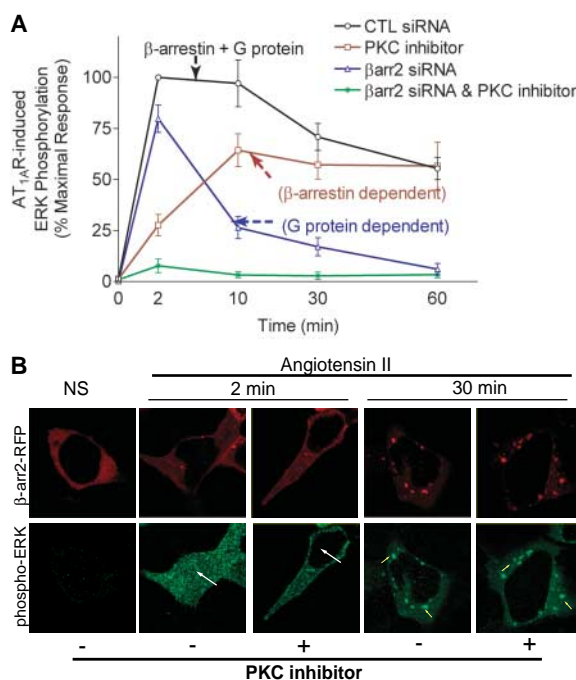 A
CTL siRNA
PKC inhibitor
βarr2 siRNA
βarr2 siRNA & PKC inhibitor
β-arrestin + G protein
AT1AR-induced
ERK Phosphorylation
(% Maximal Response)
100
75
50
25
0
(β-arrestin dependent)
(G protein dependent)
0 2 10 30 60
Time (min)
B
Angiotensin II
NS 2 min 30 min
β-arr2-RFP
phospho-ERK
- - + - +
PKC inhibitor